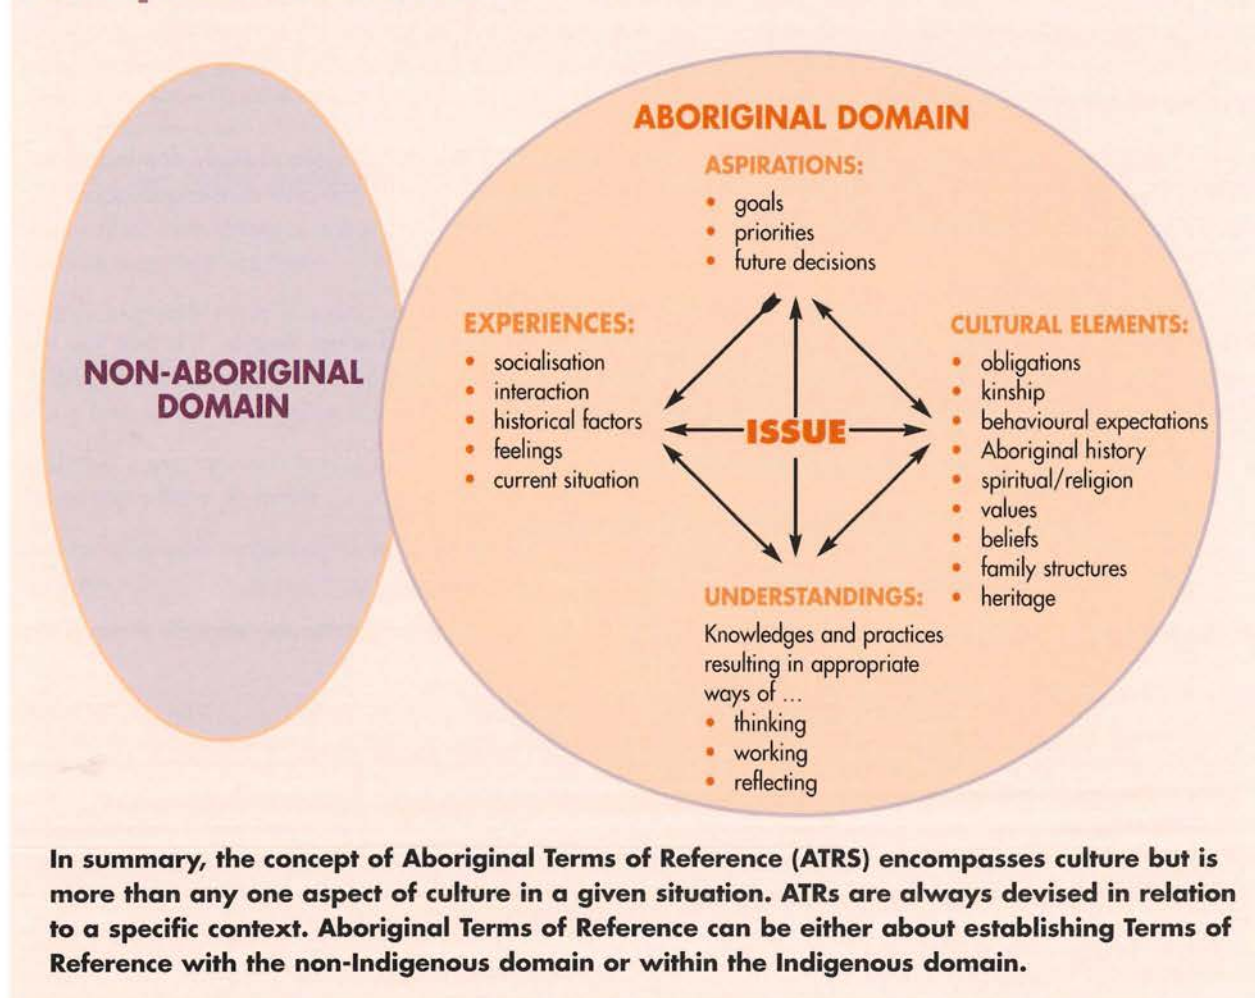 ABORIGINAL DOMAIN
ASPIRATIONS:
• goals
• priorities
• future decisions
NON-ABORIGINAL
DOMAIN
EXPERIENCES:
• socialisation
• interaction
• historical factors
• feelings
• current situation
ISSUE
CULTURAL ELEMENTS:
• obligations
• kinship
• behavioural expectations
• Aboriginal history
• spiritual/religion
• values
• beliefs
• family structures
• heritage
UNDERSTANDINGS:
Knowledges and practices
resulting in appropriate
ways of ...
• thinking
• working
• reflecting
In summary, the concept of Aboriginal Terms of Reference (ATRS) encompasses culture but is
more than any one aspect of culture in a given situation. ATRs are always devised in relation
to a specific context. Aboriginal Terms of Reference can be either about establishing Terms of
Reference with the non-Indigenous domain or within the Indigenous domain.